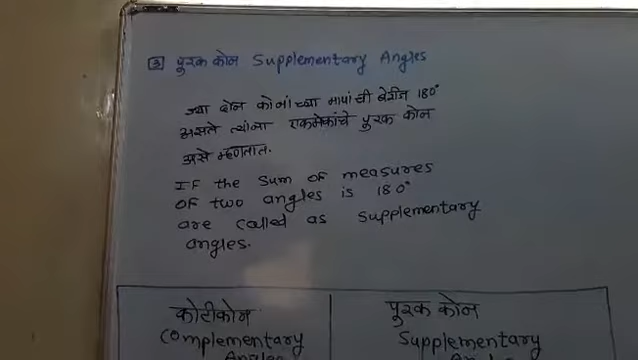 3 पूरक कोन Supplementary Angles
ज्या दोन कोनांच्या मापांची बेरीज 180°
असते त्यांना एकमेकांचे पूरक कोन
असे म्हणतात.
If the sum of measures
of two angles is 180°
are called as supplementary
angles.
कोटीकोन
पूरक कोन
Complementary
Supplementary
Angles